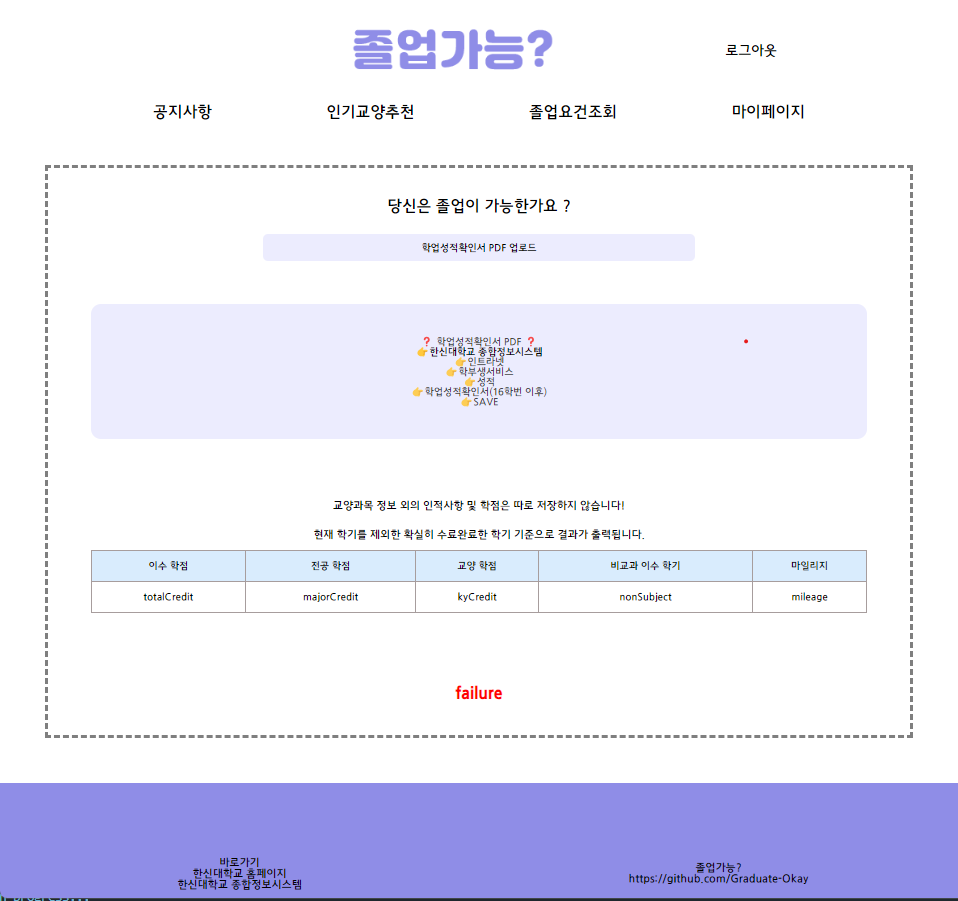 졸업가능?
로그아웃
공지사항 인기교양추천 졸업요건조회 마이페이지
당신은 졸업이 가능한가요 ?
학업성적확인서 PDF 업로드
❓ 학업성적확인서 PDF ❓
👉한신대학교 종합정보시스템
👉인트라넷
👉학부생서비스
👉성적
👉학업성적확인서(16학번 이후)
👉SAVE
교양과목 정보 외의 인적사항 및 학점은 따로 저장하지 않습니다!
현재 학기를 제외한 확실히 수료완료한 학기 기준으로 결과가 출력됩니다.
이수 학점 전공 학점 교양 학점 비교과 이수 학기 마일리지
totalCredit majorCredit kyCredit nonSubject mileage
failure
바로가기
한신대학교 홈페이지
한신대학교 종합정보시스템
졸업가능?
https://github.com/Graduate-Okay